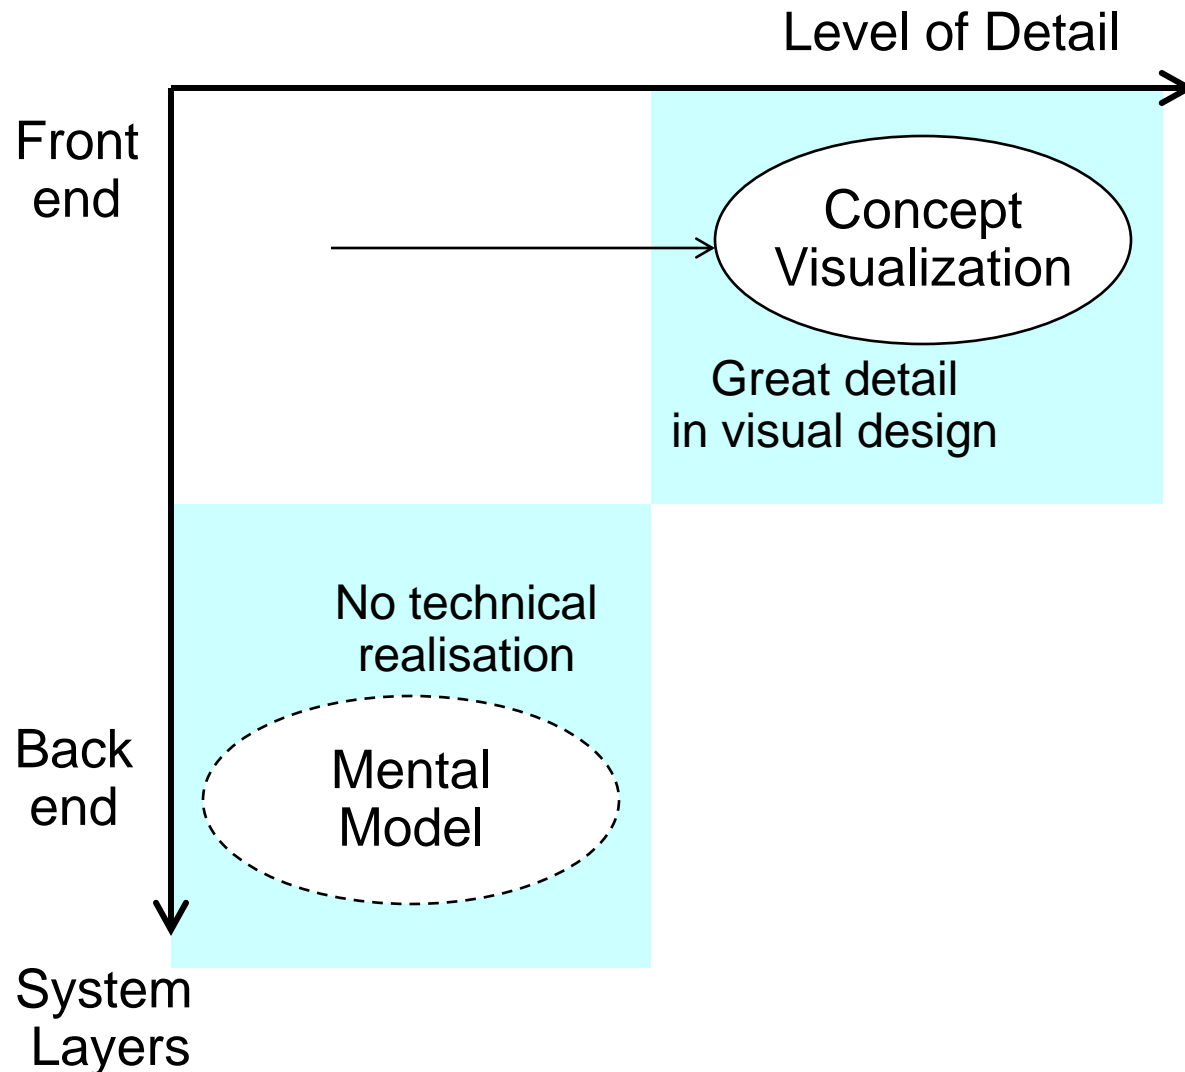 Level of Detail
Front
end
Concept
Visualization
Great detail
in visual design
No technical
realisation
Back
end
Mental
Model
System
Layers